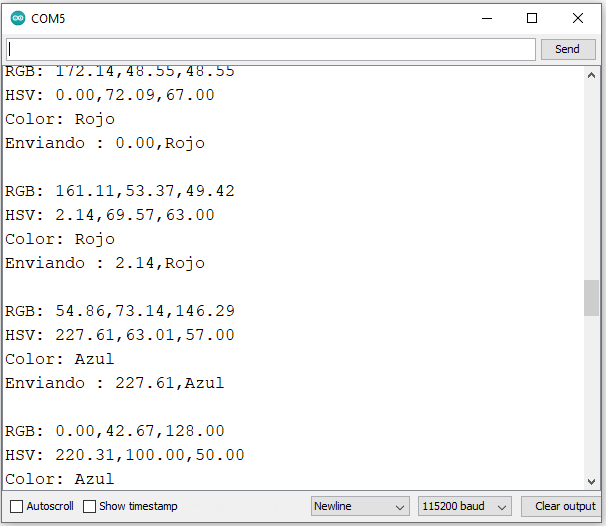 COM5
Send
RGB: 172.14,48.55,48.55
HSV: 0.00,72.09,67.00
Color: Rojo
Enviando : 0.00,Rojo
RGB: 161.11,53.37,49.42
HSV: 2.14,69.57,63.00
Color: Rojo
Enviando : 2.14,Rojo
RGB: 54.86,73.14,146.29
HSV: 227.61,63.01,57.00
Color: Azul
Enviando : 227.61,Azul
RGB: 0.00,42.67,128.00
HSV: 220.31,100.00,50.00
Color: Azul
Autoscroll Show timestamp Newline 115200 baud Clear output